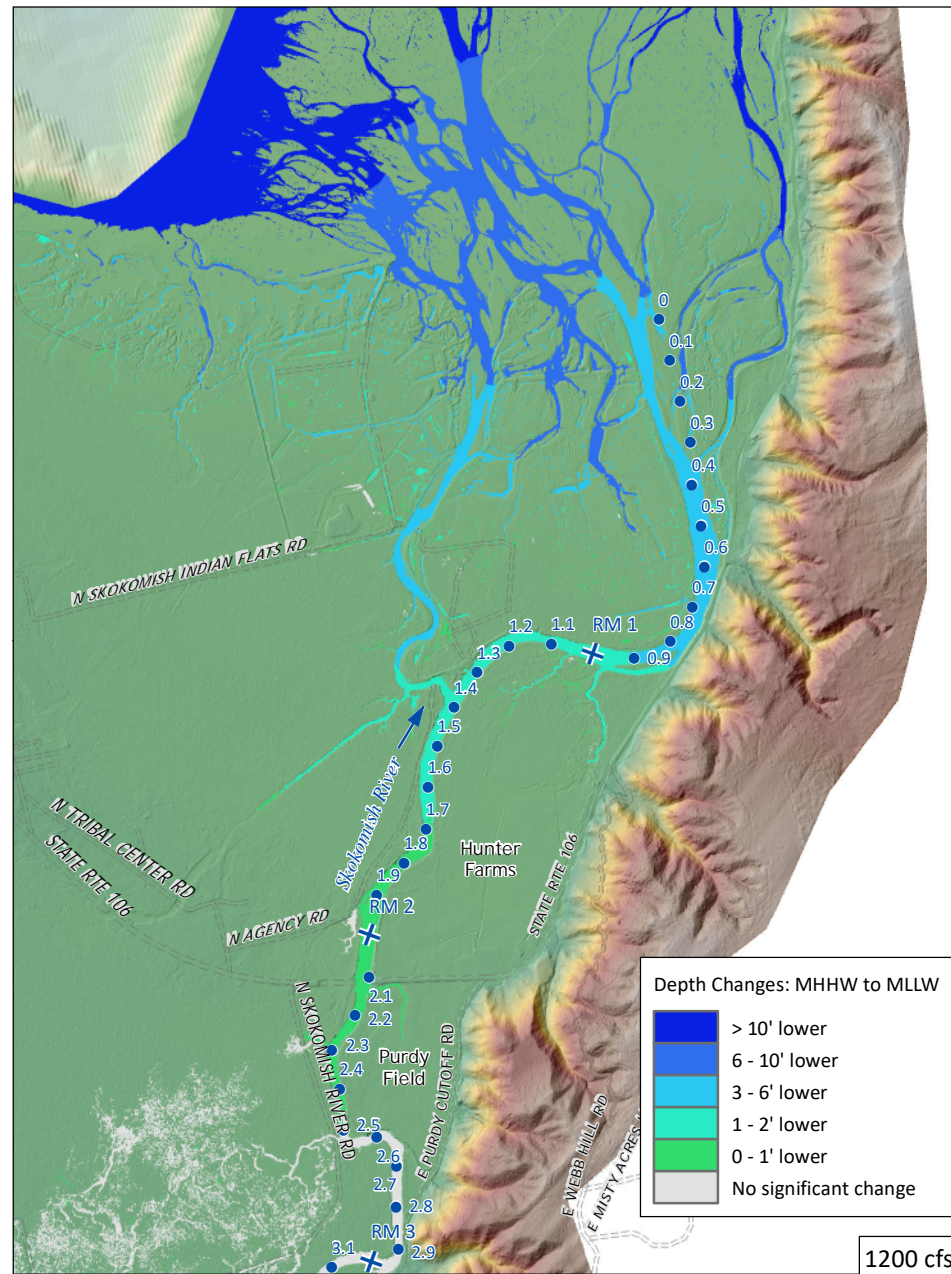 0
0.1
0.2
0.3
0.4
0.5
0.6
N SKOKOMISH INDIAN FLATS RD
0.7
0.8
0.9
RM 1
1.1
1.2
1.3
1.4
1.5
1.6
1.7
1.8
1.9
Skokomish River
Hunter
Farms
N TRIBAL CENTER RD
STATE RTE 106
STATE RTE 106
RM 2
N AGENCY RD
2.1
2.2
2.3
2.4
N SKOKOMISH RIVER RD
Purdy
Field
E PURDY CUTOFF RD
2.5
2.6
2.7
2.8
2.9
RM 3
3.1
E WEBB HILL RD
E MISTY ACRES
Depth Changes: MHHW to MLLW
> 10' lower
6 - 10' lower
3 - 6' lower
1 - 2' lower
0 - 1' lower
No significant change
1200 cfs